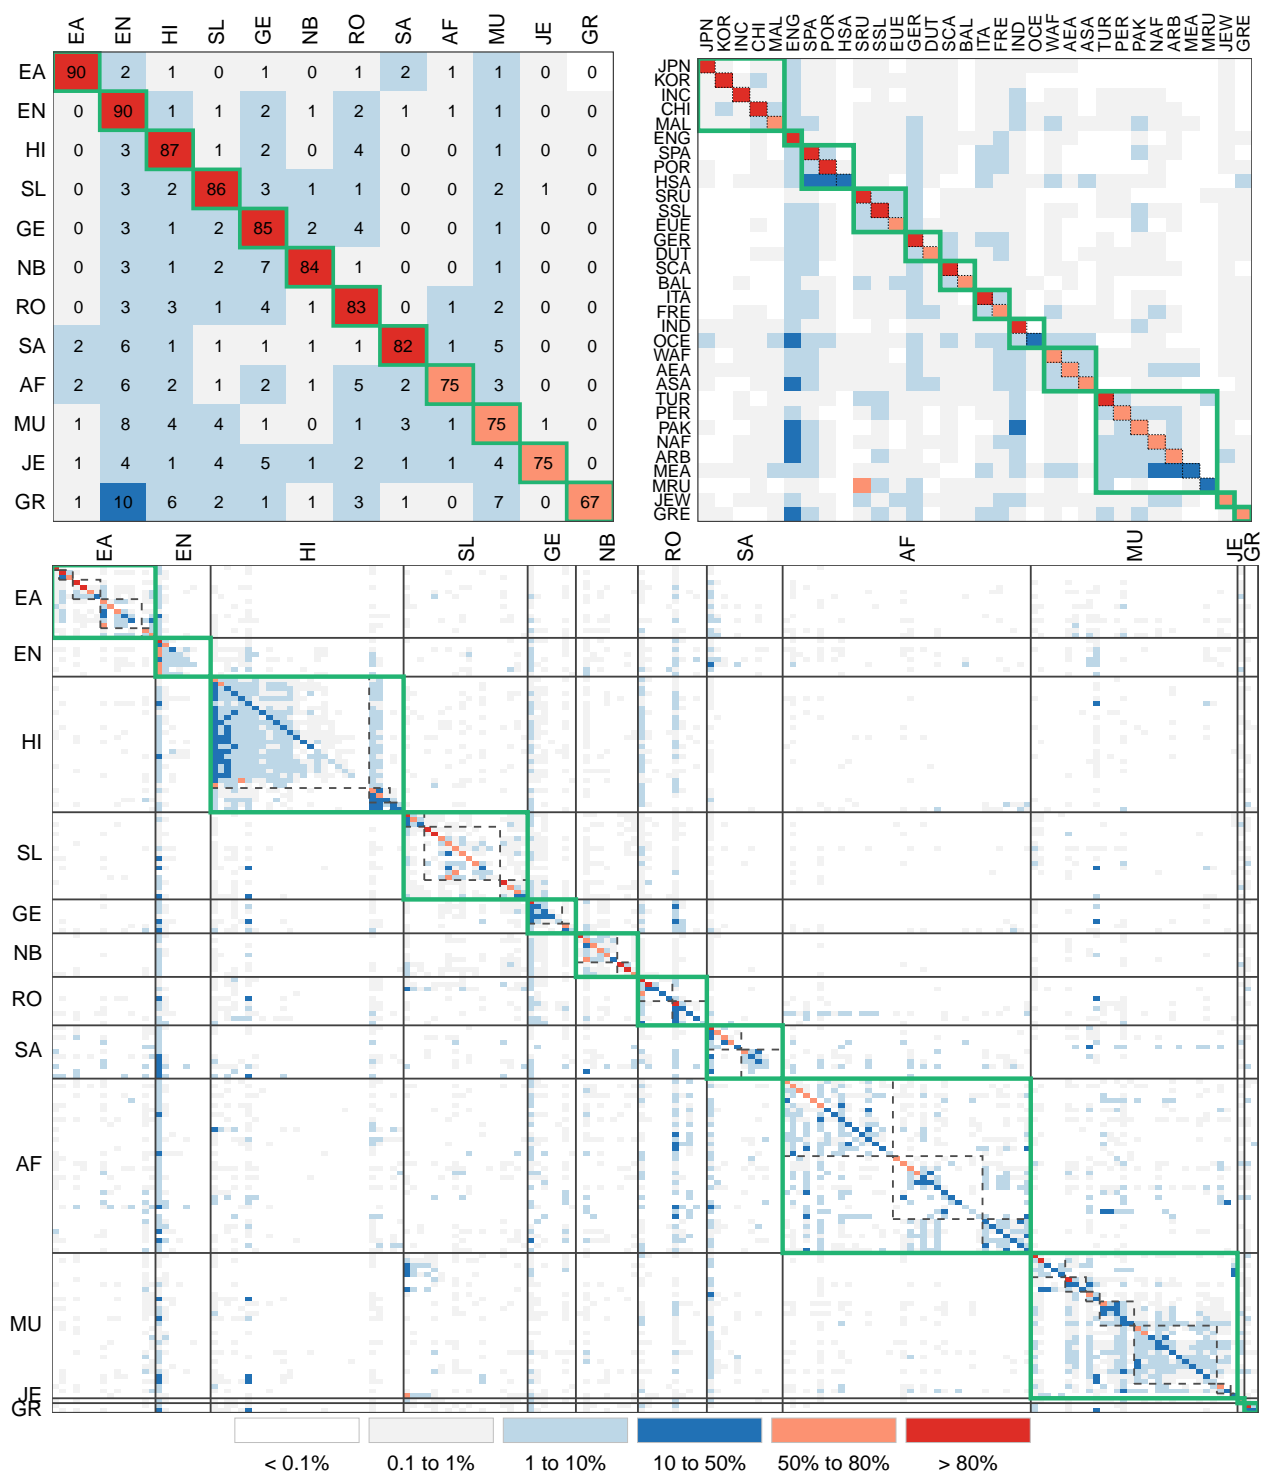 EA EN HI SL GE NB RO SA AF MU JE GR
EA 90 2 1 0 1 0 1 2 1 1 0 0
EN 0 90 1 1 2 1 2 1 1 1 0 0
HI 0 3 87 1 2 0 4 0 0 1 0 0
SL 0 3 2 86 3 1 1 0 0 2 1 0
GE 0 3 1 2 85 2 4 0 0 1 0 0
NB 0 3 1 2 7 84 1 0 0 1 0 0
RO 0 3 3 1 4 1 83 0 1 2 0 0
SA 2 6 1 1 1 1 1 82 1 5 0 0
AF 2 6 2 1 2 1 5 2 75 3 0 0
MU 1 8 4 4 1 0 1 3 1 75 1 0
JE 1 4 1 4 5 1 2 1 1 4 75 0
GR 1 10 6 2 1 1 3 1 0 7 0 67
JPN KOR INC CHI MAL ENG SPA POR HSA SRU SSL EUE GER DUT SCA BAL ITA FRE IND OCE WAF AEA ASA TUR PER PAK NAF ARB MEA MRU JEW GRE
JPN
KOR
INC
CHI
MAL
ENG
SPA
POR
HSA
SRU
SSL
EUE
GER
DUT
SCA
BAL
ITA
FRE
IND
OCE
WAF
AEA
ASA
TUR
PER
PAK
NAF
ARB
MEA
MRU
JEW
GRE
EA EN HI SL GE NB RO SA AF MU JE GR
EA
EN
HI
SL
GE
NB
RO
SA
AF
MU
JE
GR
< 0.1% 0.1 to 1% 1 to 10% 10 to 50% 50% to 80% > 80%